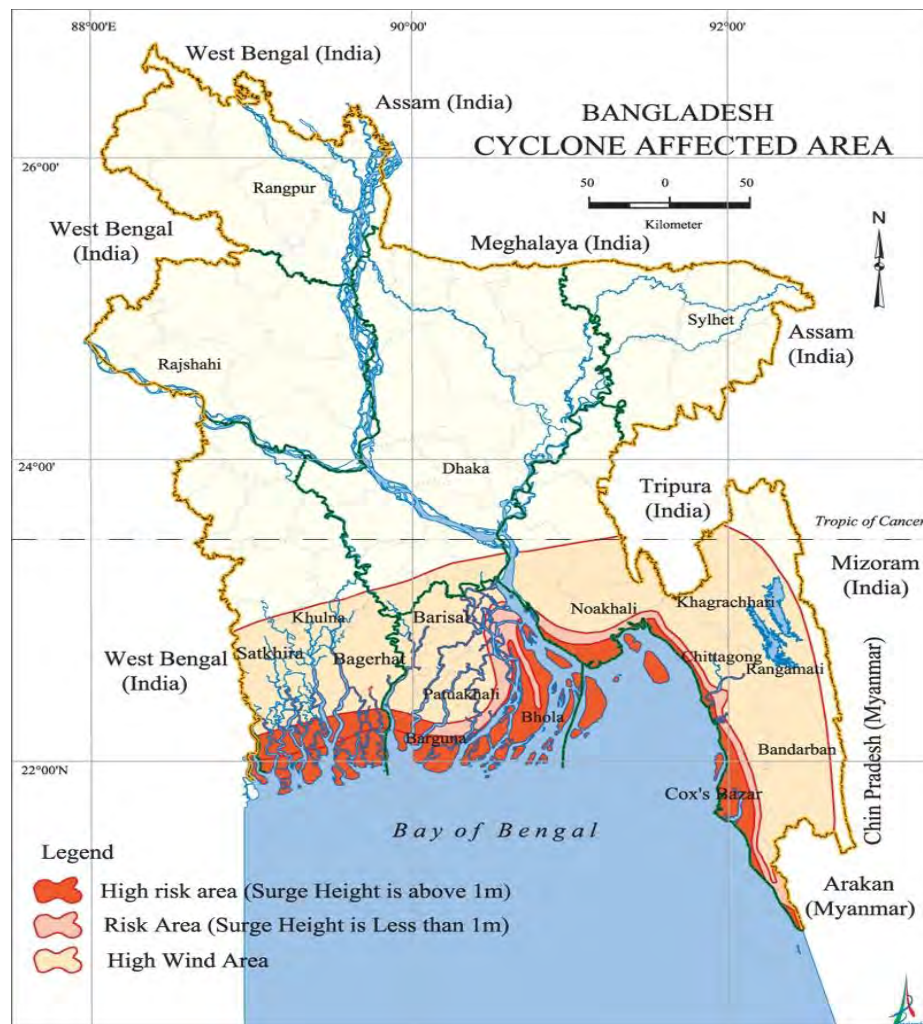 88°00'E
90°00'
92°00'
West Bengal (India)
Assam (India)
BANGLADESH
CYCLONE AFFECTED AREA
26°00'
50
0
50
Kilometer
Rangpur
N
West Bengal
(India)
Meghalaya (India)
Sylhet
Assam
(India)
Rajshahi
24°00'
Dhaka
Tripura
(India)
Tropic of Cancer
Mizoram
(India)
Khulna
Barisal
Noakhali
Khagrachhari
Satkhira
Bagerhat
Chittagong
Rangamati
West Bengal
(India)
Patuakhali
Bhola
Barguna
Bandarban
Chin Pradesh (Myanmar)
22°00'N
Cox's Bazar
Bay of Bengal
Legend
High risk area (Surge Height is above 1m)
Arakan
(Myanmar)
Risk Area (Surge Height is Less than 1m)
High Wind Area